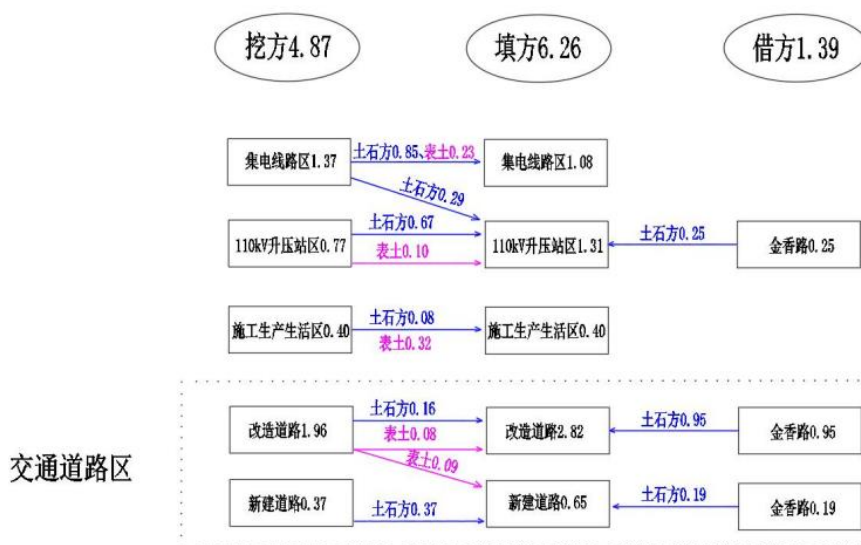 挖方4.87 填方6.26 借方1.39
土石方0.85、表土0.23
集电线路区1.37 集电线路区1.08
土石方0.29
土石方0.67 土石方0.25
110kV升压站区0.77 110kV升压站区1.31 金香路0.25
表土0.10
土石方0.08
施工生产生活区0.40 施工生产生活区0.40
表土0.32
土石方0.16 土石方0.95
改造道路1.96 改造道路2.82 金香路0.95
表土0.08
表土0.09
交通道路区
土石方0.19
新建道路0.37 土石方0.37 新建道路0.65 金香路0.19